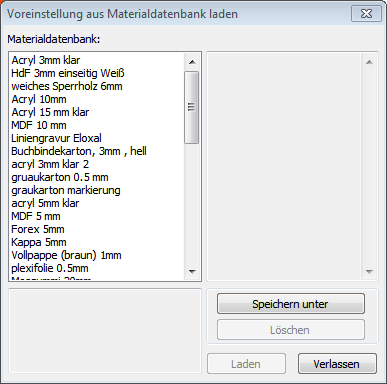 Voreinstellung aus Materialdatenbank laden
Materialdatenbank:
Acryl 3mm klar
HdF 3mm einseitig Weiß
weiches Sperrholz 6mm
Acryl 10mm
Acryl 15 mm klar
MDF 10 mm
Liniengravur Eloxal
Buchbindekarton, 3mm , hell
acryl 3mm klar 2
gruaukarton 0.5 mm
graukarton markierung
acryl 5mm klar
MDF 5 mm
Forex 5mm
Kappa 5mm
Vollpappe (braun) 1mm
plexifolie 0.5mm
Speichern unter
Löschen
Laden
Verlassen